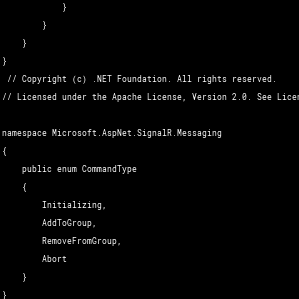 }
}
}
}
// Copyright (c) .NET Foundation. All rights reserved.
// Licensed under the Apache License, Version 2.0. See
namespace Microsoft.AspNet.SignalR.Messaging
{
public enum CommandType
{
Initializing,
AddToGroup,
RemoveFromGroup,
Abort
}
}